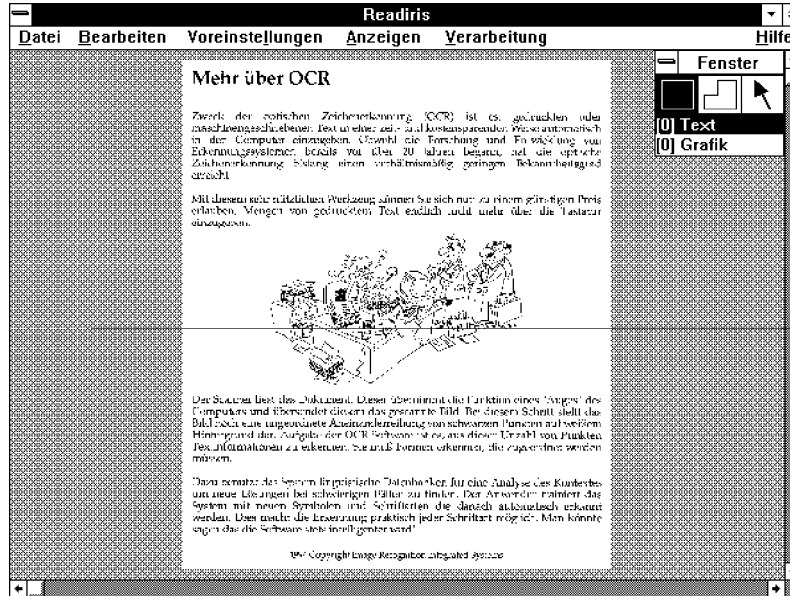 Readiris
Datei Bearbeiten Voreinstellungen Anzeigen Verarbeitung Hilfe
Fenster
[0] Text
[0] Grafik
Mehr über OCR
Zweck der optischen Zeichenerkennung (OCR) ist es, gedruckten oder
maschinengeschriebenen Text in einer zeit- und kostensparenden Weise automatisch
in den Computer einzugeben. Obwohl die Forschung und Entwicklung von
Erkennungssystemen bereits vor über 20 Jahren begann, hat die optische
Zeichenerkennung bislang einen verhältnismäßig geringen Bekanntheitsgrad
erreicht.
Mit diesem sehr nützlichen Werkzeug können Sie sich nun zu einem günstigen Preis
erlauben, Mengen von gedrucktem Text endlich nicht mehr über die Tastatur
einzugeben.
Der Scanner liest das Dokument. Dieser übernimmt die Funktion eines "Auges" des
Computers und übersendet diesem das gescannte Bild. Bei diesem Schritt stellt das
Bild noch eine ungeordnete Aneinanderreihung von schwarzen Punkten auf weißem
Hintergrund dar. Aufgabe der OCR Software ist es, aus dieser Unzahl von Punkten
Textinformationen zu erkennen. Sie muß Formen erkennen, die zugeordnet werden
müssen.
Dazu benutzt das System linguistische Datenbanken für eine Analyse des Kontextes
um neue Lösungen bei schwierigen Fällen zu finden. Der Anwender trainiert das
System mit neuen Symbolen und Schriftarten die danach automatisch erkannt
werden. Dies macht die Erkennung praktisch jeder Schriftart möglich. Man könnte
sagen das die Software stets intelligenter wird!
Copyright Image Recognition Integrated Systems